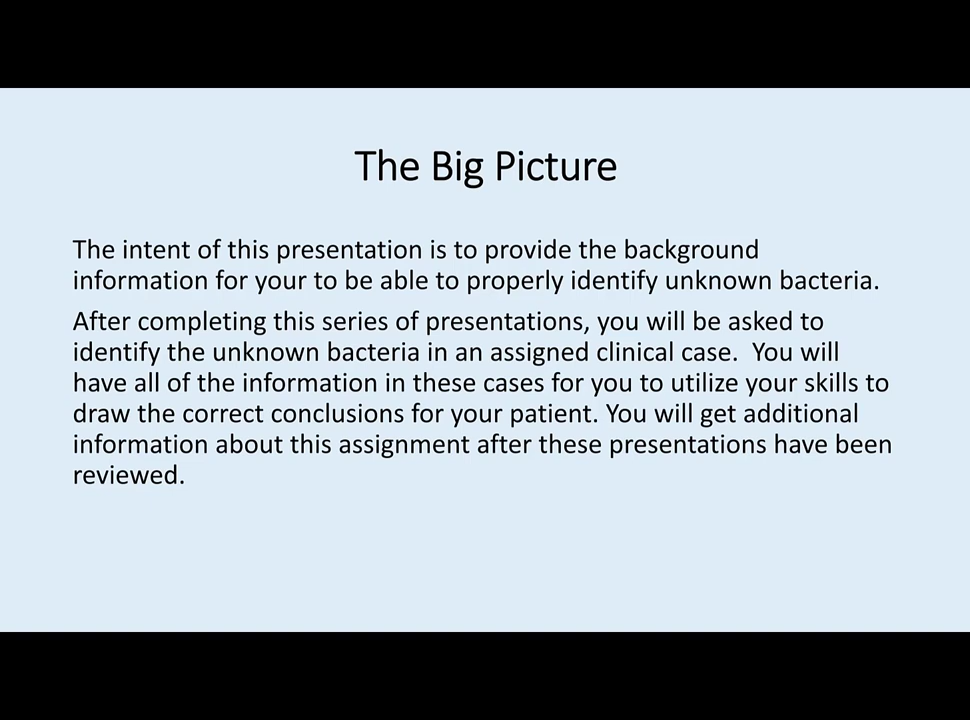 The Big Picture
The intent of this presentation is to provide the background
information for your to be able to properly identify unknown bacteria.
After completing this series of presentations, you will be asked to
identify the unknown bacteria in an assigned clinical case.  You will
have all of the information in these cases for you to utilize your skills to
draw the correct conclusions for your patient. You will get additional
information about this assignment after these presentations have been
reviewed.